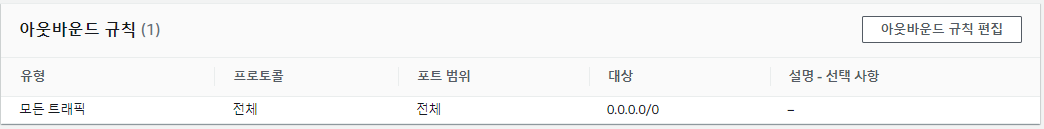 아웃바운드 규칙 (1)
아웃바운드 규칙 편집
유형 프로토콜 포트 범위 대상 설명 - 선택 사항
모든 트래픽 전체 전체 0.0.0.0/0 –